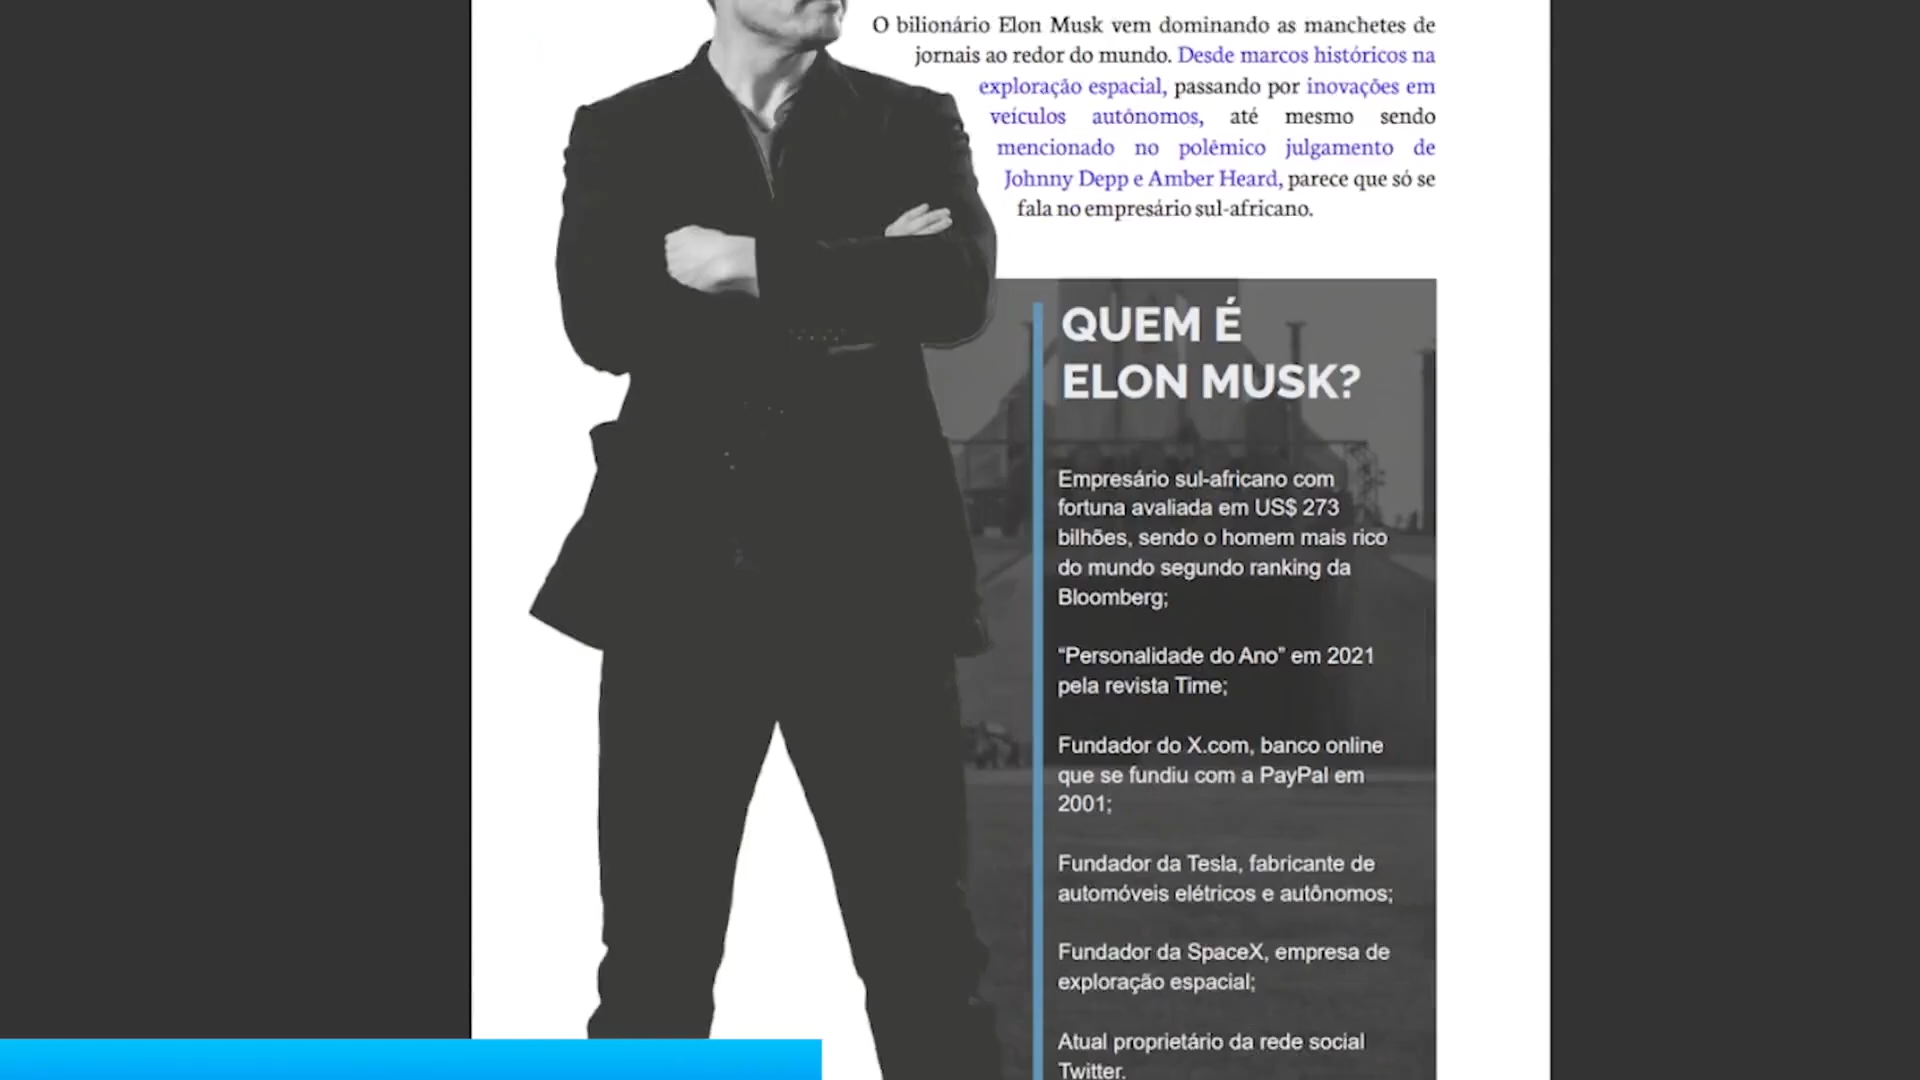 O bilionário Elon Musk vem dominando as manchetes de
jornais ao redor do mundo. Desde marcos históricos na
exploração espacial, passando por inovações em
veículos autônomos, até mesmo sendo
mencionado no polêmico julgamento de
Johnny Depp e Amber Heard, parece que só se
fala no empresário sul-africano.
QUEM É
ELON MUSK?
Empresário sul-africano com
fortuna avaliada em US$ 273
bilhões, sendo o homem mais rico
do mundo segundo ranking da
Bloomberg;
“Personalidade do Ano” em 2021
pela revista Time;
Fundador do X.com, banco online
que se fundiu com a PayPal em
2001;
Fundador da Tesla, fabricante de
automóveis elétricos e autônomos;
Fundador da SpaceX, empresa de
exploração espacial;
Atual proprietário da rede social
Twitter.